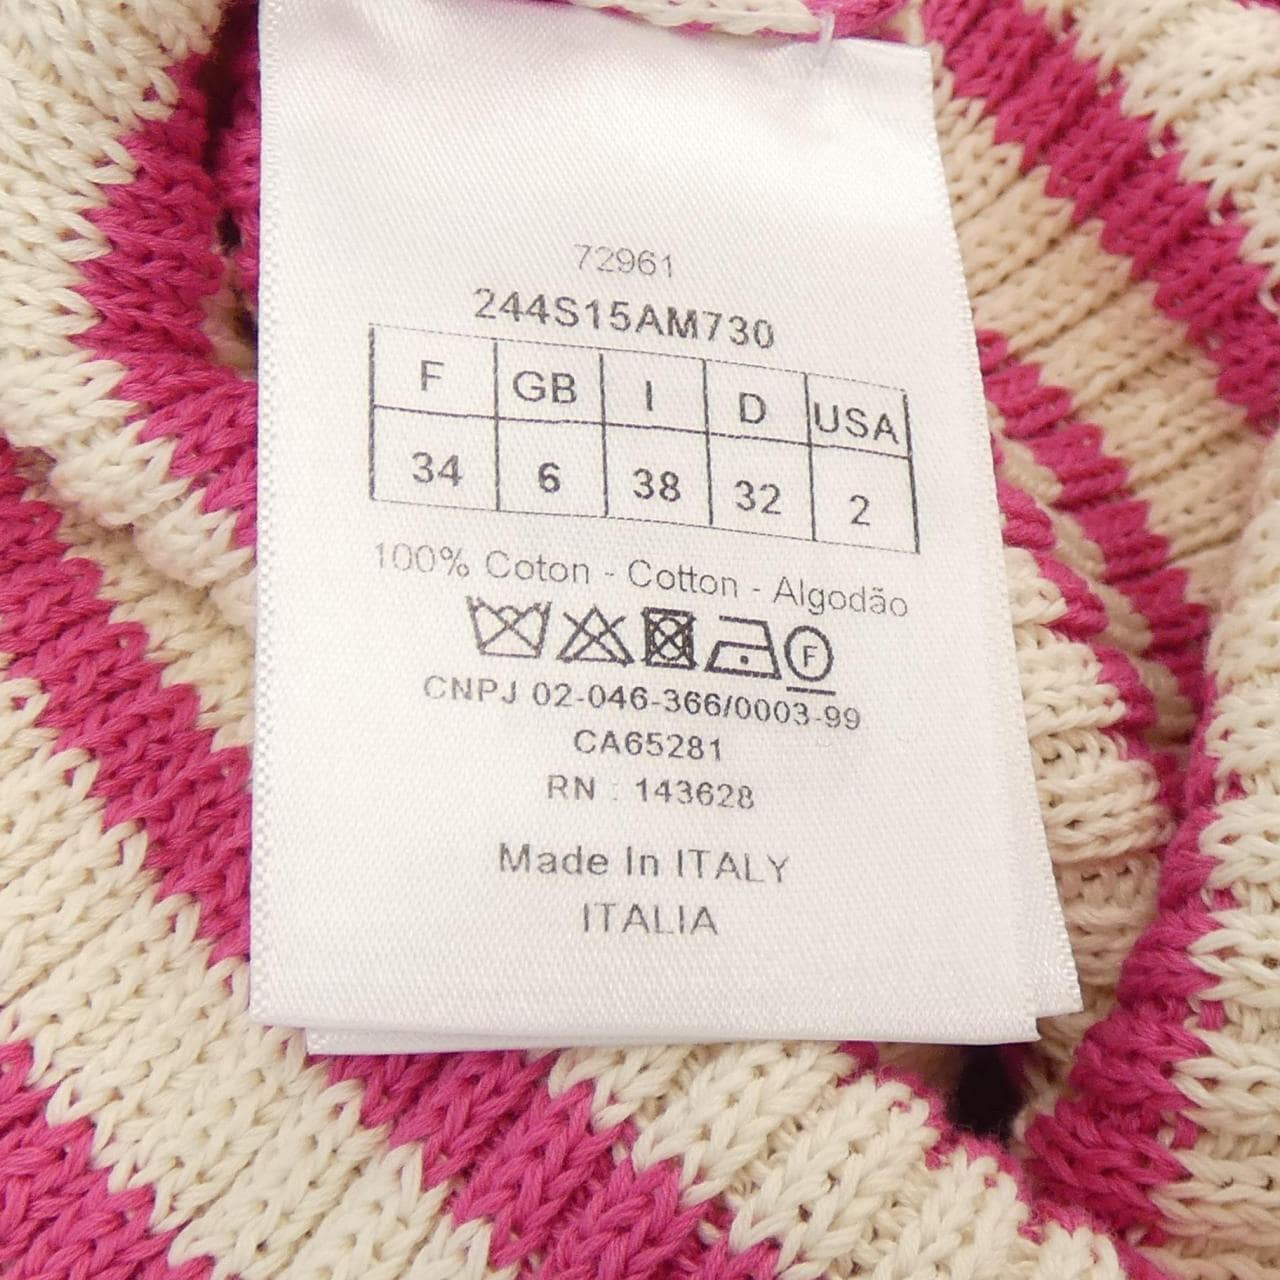 72961
244S15AM730
F GB I D USA
34 6 38 32 2
100% Coton - Cotton - Algodão
F
CNPJ 02-046-366/0003-99
CA65281
RN : 143628
Made In ITALY
ITALIA